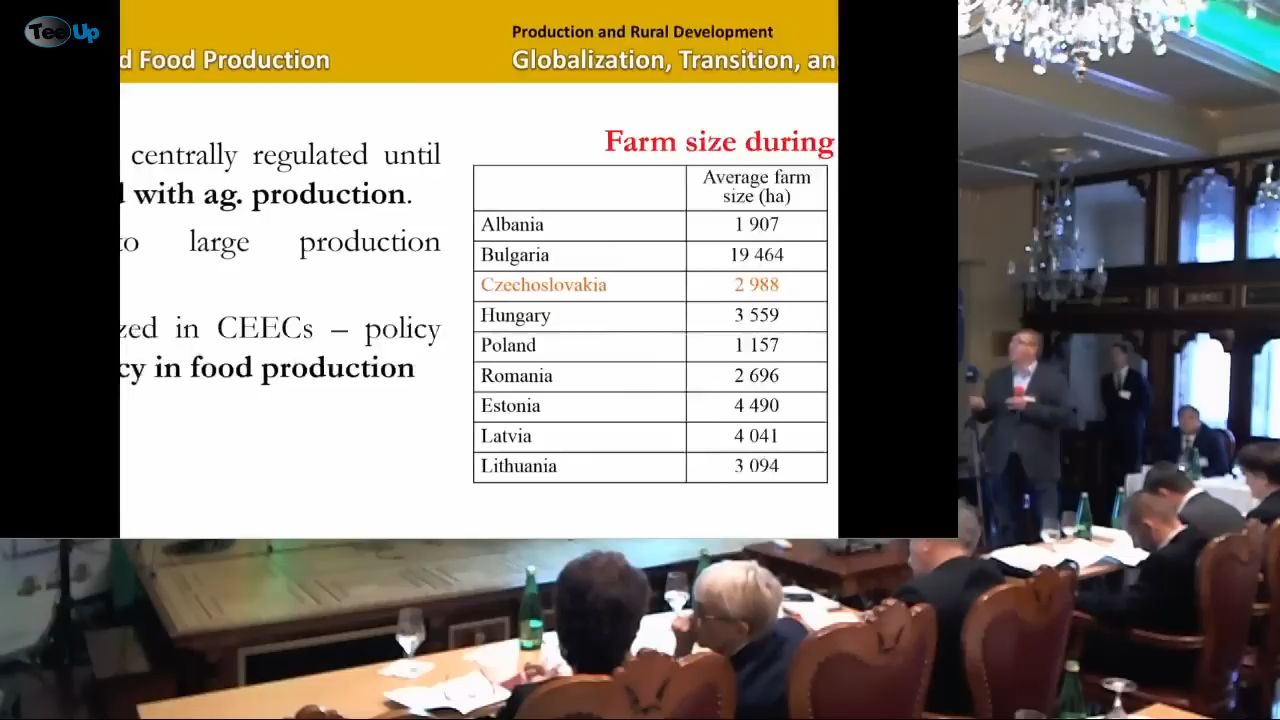 TeeUp
d Food Production
centrally regulated until
d with ag. production.
to large production
zed in CEECs – policy
cy in food production
Production and Rural Development
Globalization, Transition, an
Farm size during
Average farm
size (ha)
Albania 1 907
Bulgaria 19 464
Czechoslovakia 2 988
Hungary 3 559
Poland 1 157
Romania 2 696
Estonia 4 490
Latvia 4 041
Lithuania 3 094